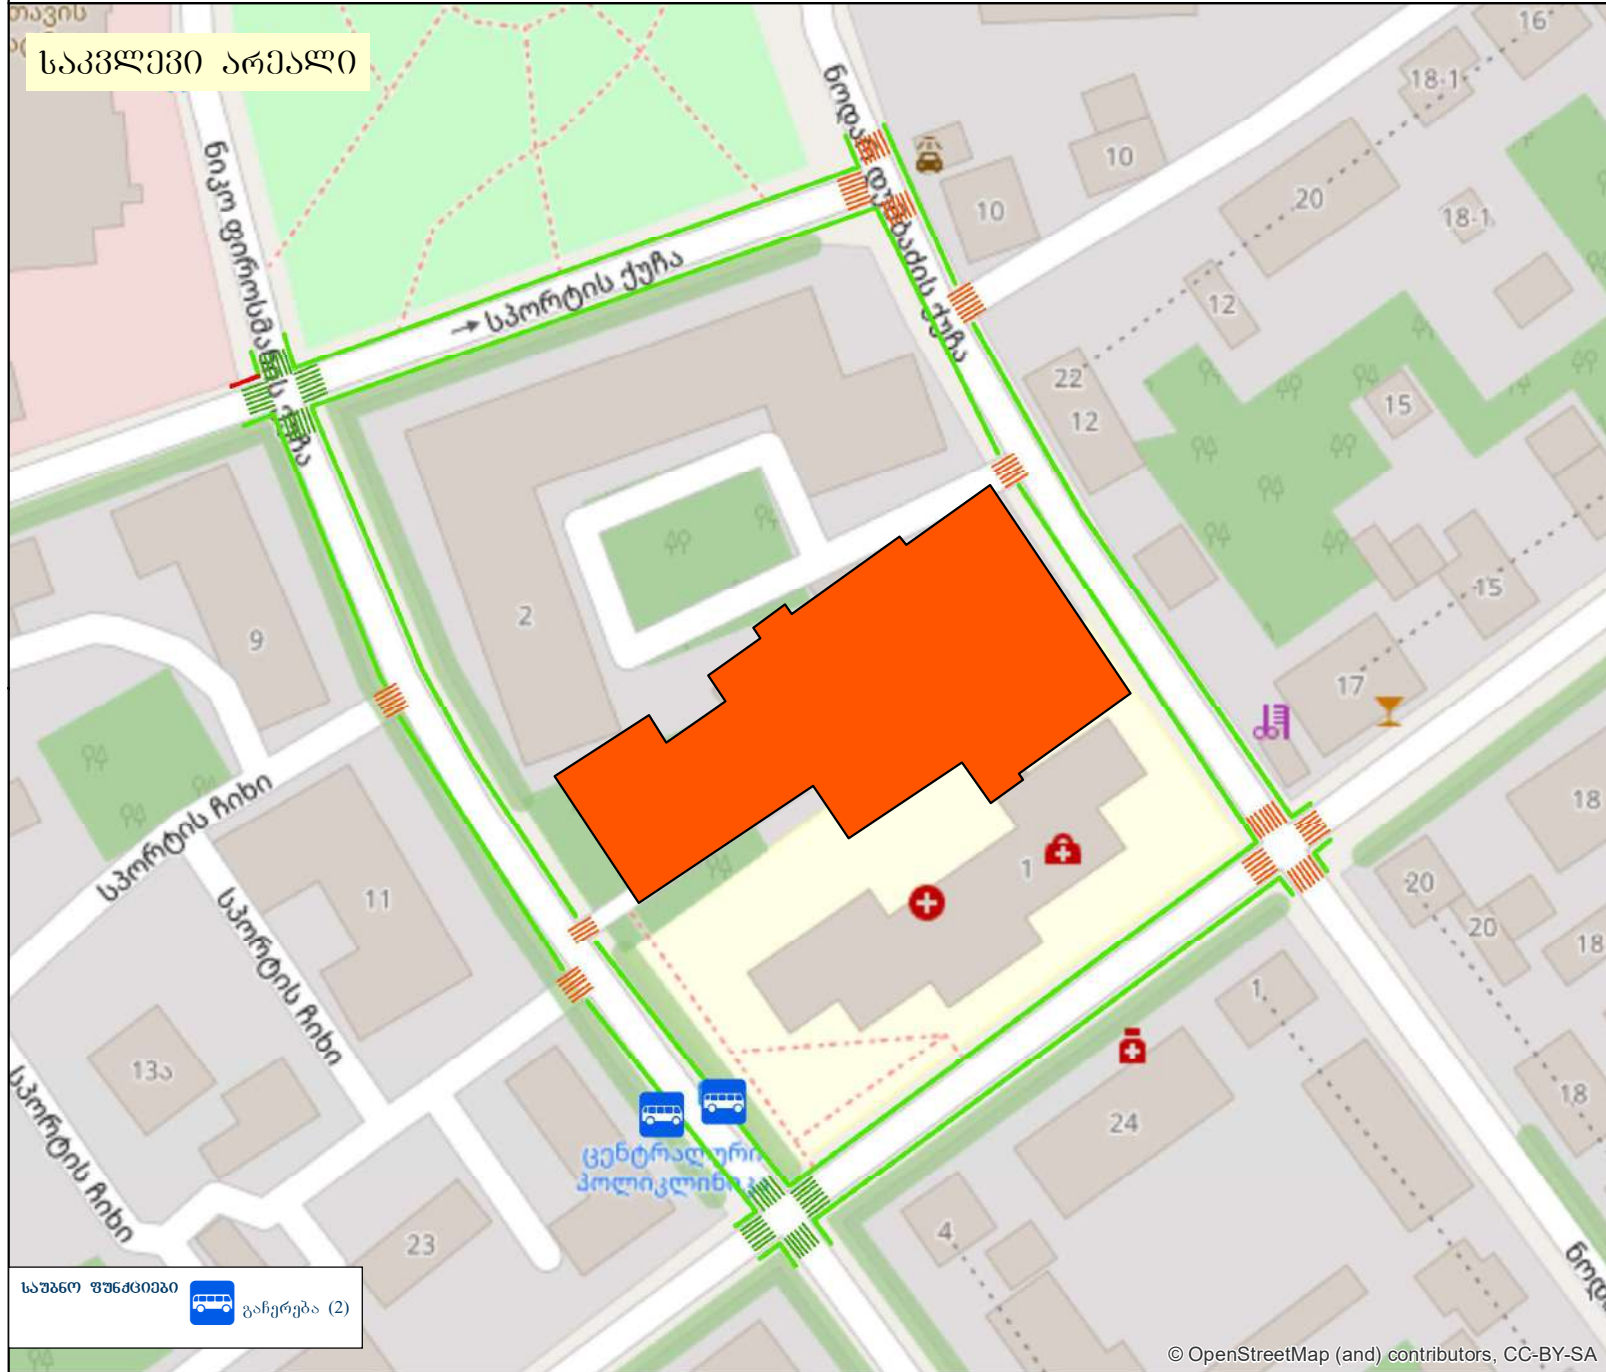 თავის
საკვლევი არეალი
ნიკო ფიროსმანის ქუჩა
ნოდარ დუმბაძის ქუჩა
→ სპორტის ქუჩა
16
18-1
10
20
10
18-1
12
22
12
15
2
9
15
17
სპორტის ჩიხი
18
11
1
20
20
18
სპორტის ჩიხი
1
13ა
სპორტის ჩიხი
24
18
ცენტრალური
პოლიკლინიკა
4
23
საუბნო ფუნქციები
გაჩერება (2)
© OpenStreetMap (and) contributors, CC-BY-SA